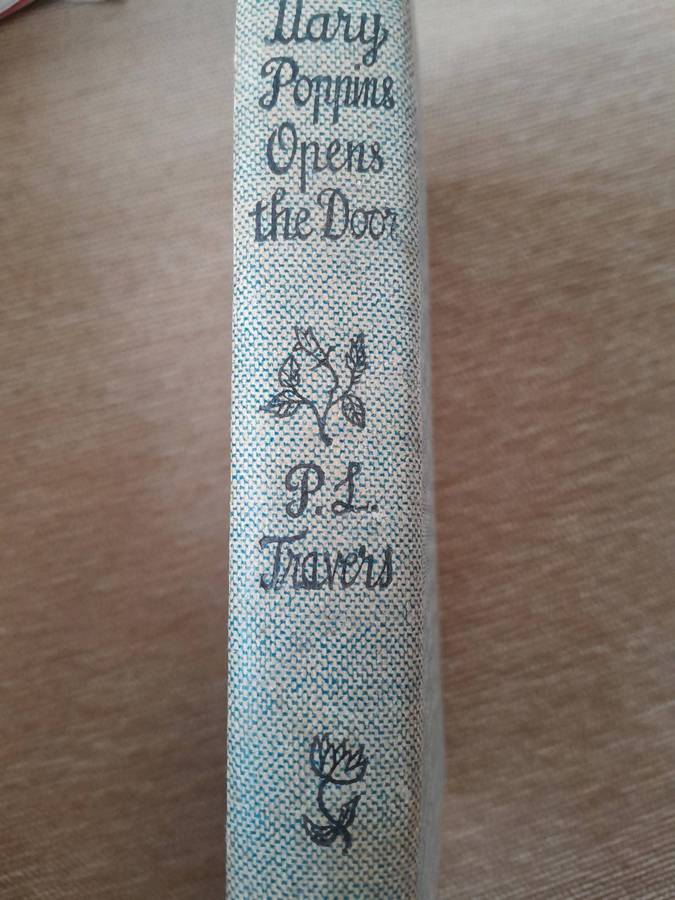 Mary
Poppins
Opens
the Door
P. L.
Travers